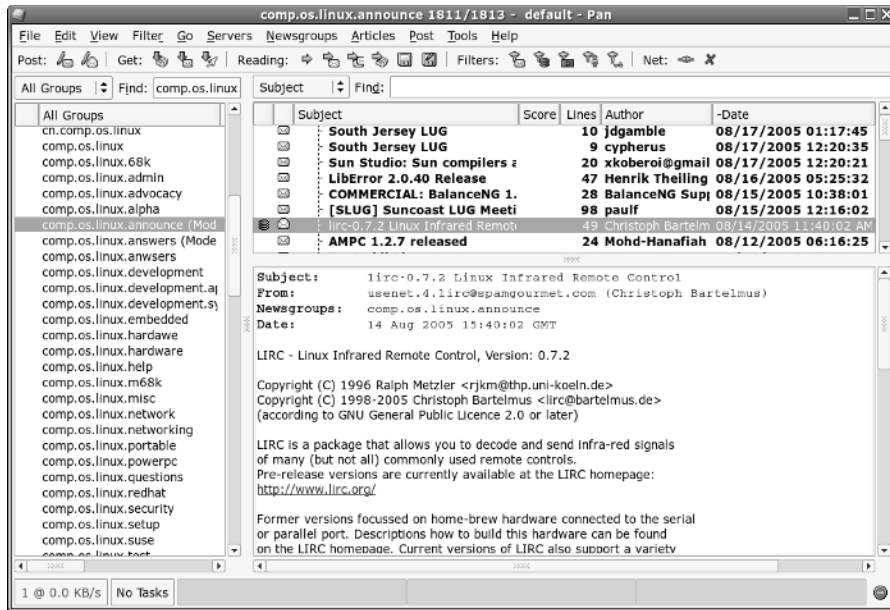 comp.os.linux.announce 1811/1813 - default - Pan
File Edit View Filter Go Servers Newsgroups Articles Post Tools Help
Post: Get: Reading: Filters: Net:
All Groups Find: comp.os.linux Subject Find:
All Groups
cn.comp.os.linux
comp.os.linux
comp.os.linux.68k
comp.os.linux.admin
comp.os.linux.advocacy
comp.os.linux.alpha
comp.os.linux.announce (Mod
comp.os.linux.answers (Mode
comp.os.linux.anwsers
comp.os.linux.development
comp.os.linux.development.ap
comp.os.linux.development.sy
comp.os.linux.embedded
comp.os.linux.hardawe
comp.os.linux.hardware
comp.os.linux.help
comp.os.linux.m68k
comp.os.linux.misc
comp.os.linux.network
comp.os.linux.networking
comp.os.linux.portable
comp.os.linux.powerpc
comp.os.linux.questions
comp.os.linux.redhat
comp.os.linux.security
comp.os.linux.setup
comp.os.linux.suse
comp.os.linux.test
Subject Score Lines Author -Date
South Jersey LUG 10 jdgamble 08/17/2005 01:17:45
South Jersey LUG 9 cypherus 08/17/2005 12:20:35
Sun Studio: Sun compilers a 20 xkoberoi@gmail 08/17/2005 12:20:21
LibError 2.0.40 Release 47 Henrik Theiling 08/16/2005 05:25:32
COMMERCIAL: BalanceNG 1. 28 BalanceNG Supp 08/15/2005 10:38:01
[SLUG] Suncoast LUG Meeti 98 paulf 08/15/2005 12:16:02
lirc-0.7.2 Linux Infrared Remote 49 Christoph Bartelm 08/14/2005 11:40:02 AM
AMPC 1.2.7 released 24 Mohd-Hanafiah 08/12/2005 06:16:25
Subject: lirc-0.7.2 Linux Infrared Remote Control
From: usenet.4.lirc@spamgourmet.com (Christoph Bartelmus)
Newsgroups: comp.os.linux.announce
Date: 14 Aug 2005 15:40:02 GMT
LIRC - Linux Infrared Remote Control, Version: 0.7.2
Copyright (C) 1996 Ralph Metzler <rjkm@thp.uni-koeln.de>
Copyright (C) 1998-2005 Christoph Bartelmus <lirc@bartelmus.de>
(according to GNU General Public Licence 2.0 or later)
LIRC is a package that allows you to decode and send infra-red signals
of many (but not all) commonly used remote controls.
Pre-release versions are currently available at the LIRC homepage:
http://www.lirc.org/
Former versions focussed on home-brew hardware connected to the serial
or parallel port. Descriptions how to build this hardware can be found
on the LIRC homepage. Current versions of LIRC also support a variety
1 @ 0.0 KB/s No Tasks